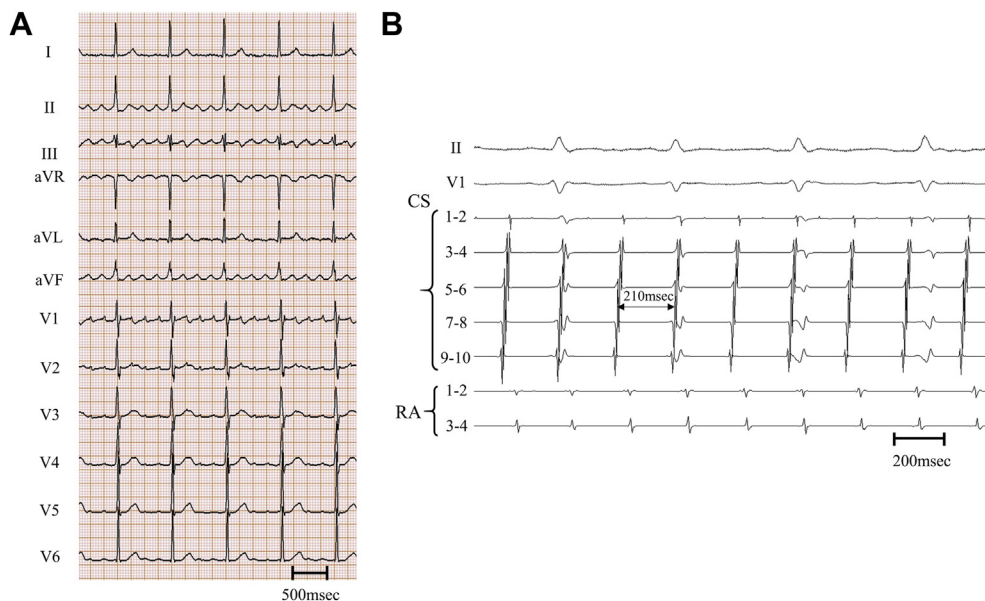 A
I
II
III
aVR
aVL
aVF
V1
V2
V3
V4
V5
V6
500msec
B
II
V1
CS
1-2
3-4
5-6
210msec
7-8
9-10
RA
1-2
3-4
200msec